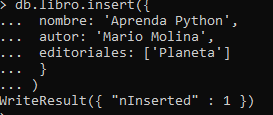 > db.libro.insert({
... nombre: 'Aprenda Python',
... autor: 'Mario Molina',
... editoriales: ['Planeta']
... }
... )
WriteResult({ "nInserted" : 1 })